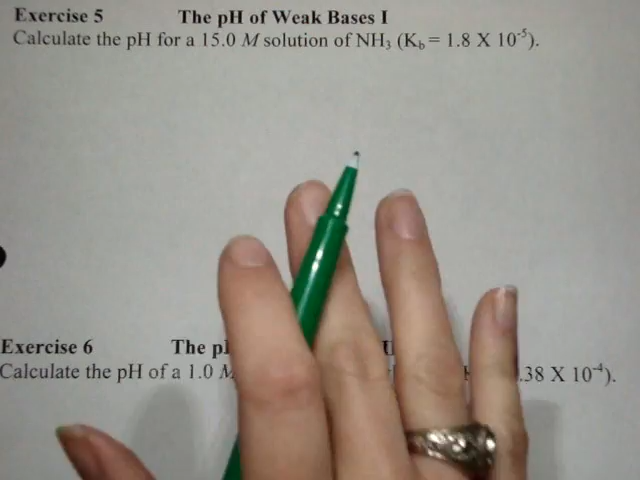 Exercise 5 The pH of Weak Bases I
Calculate the pH for a 15.0 M solution of NH₃ (K_b = 1.8 X 10⁻⁵).
Exercise 6 The
Calculate the pH of a 1.0 M .38 X 10⁻⁴).